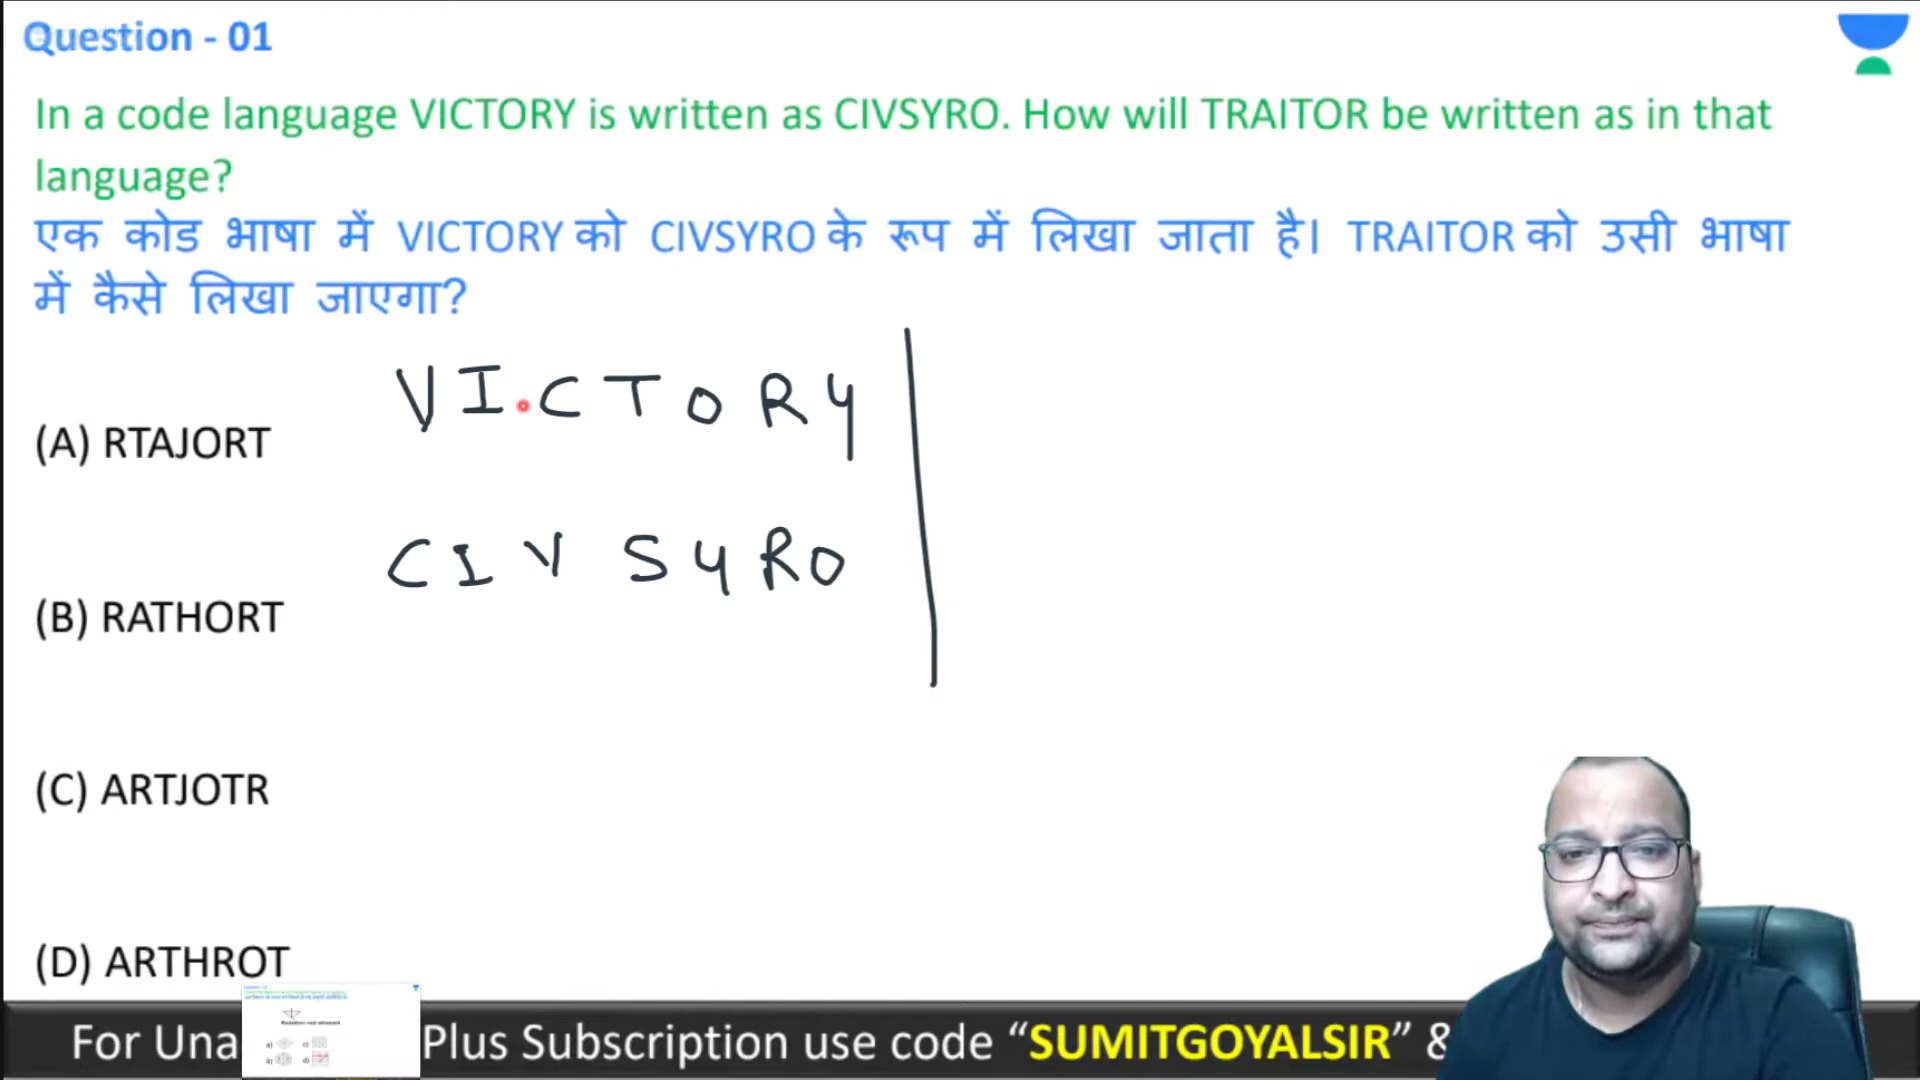 Question - 01
In a code language VICTORY is written as CIVSYRO. How will TRAITOR be written as in that
language?
एक कोड भाषा में VICTORY को CIVSYRO के रूप में लिखा जाता है। TRAITOR को उसी भाषा
में कैसे लिखा जाएगा?
VICTORY
(A) RTAJORT
CIVSYRO
(B) RATHORT
(C) ARTJOTR
(D) ARTHROT
For Una Plus Subscription use code “SUMITGOYALSIR” &